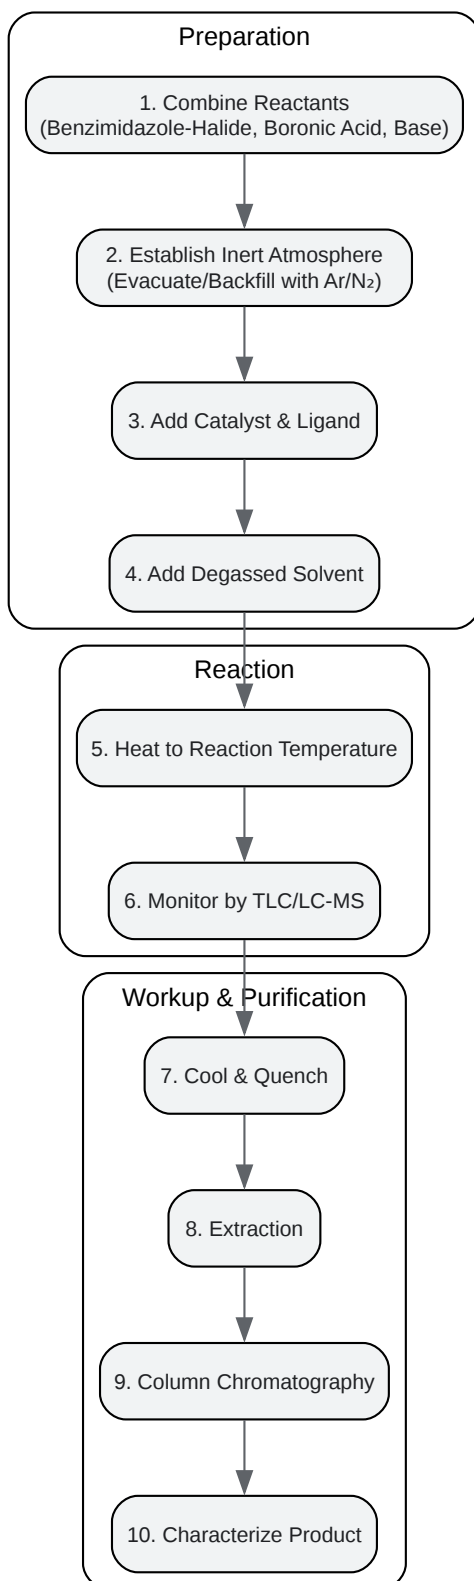 Preparation
1. Combine Reactants
(Benzimidazole-Halide, Boronic Acid, Base)
2. Establish Inert Atmosphere
(Evacuate/Backfill with Ar/N₂)
3. Add Catalyst & Ligand
4. Add Degassed Solvent
Reaction
5. Heat to Reaction Temperature
6. Monitor by TLC/LC-MS
Workup & Purification
7. Cool & Quench
8. Extraction
9. Column Chromatography
10. Characterize Product